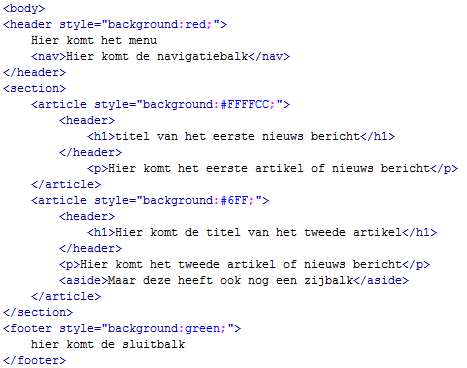 <body>
<header style="background:red;">
Hier komt het menu
<nav>Hier komt de navigatiebalk</nav>
</header>
<section>
<article style="background:#FFFFCC;">
<header>
<h1>titel van het eerste nieuws bericht</h1>
</header>
<p>Hier komt het eerste artikel of nieuws bericht</p>
</article>
<article style="background:#6FF;">
<header>
<h1>Hier komt de titel van het tweede artikel</h1>
</header>
<p>Hier komt het tweede artikel of nieuws bericht</p>
<aside>Maar deze heeft ook nog een zijbalk</aside>
</article>
</section>
<footer style="background:green;">
hier komt de sluitbalk
</footer>